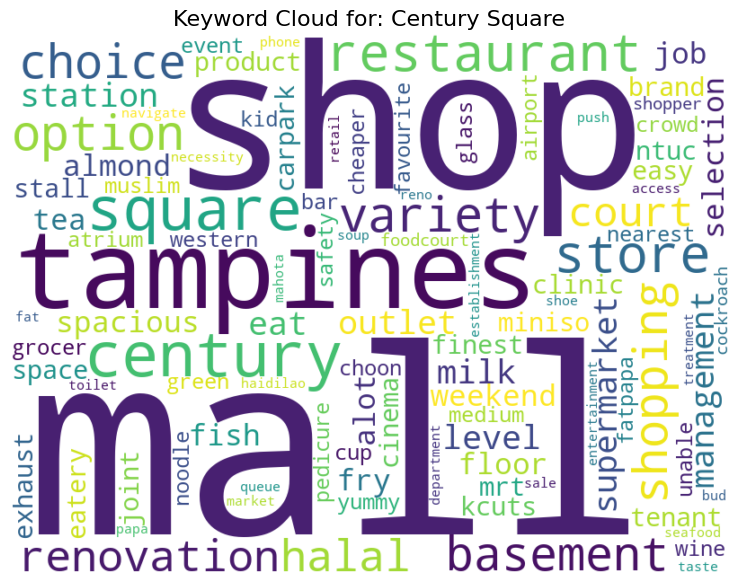 Keyword Cloud for: Century Square
phone
event
choice
restaurant
job
product
station
shop
brand
shopper
navigate
kid
push
crowd
option
carpark
retail
cheaper
favourite
glass
airport
selection
necessity
ntuc
almond
easy
stall
muslim
access
reno
bar
square
variety
court
tea
nearest
atrium
western
safety
soup
foodcourt
store
tampines
mahota
establishment
clinic
cockroach
fat
spacious
eat
outlet
miniso
grocer
century
finest
shoe
space
choon
milk
supermarket
shopping
management
treatment
toilet
green
haidilao
weekend
entertainment
fatpapa
mall
alot
cinema
medium
exhaust
eatery
joint
noodle
fish
pedicure
cup
level
floor
unable
fry
mrt
sale
department
queue
market
yummy
kcuts
bud
papa
tenant
seafood
renovation
halal
basement
wine
taste